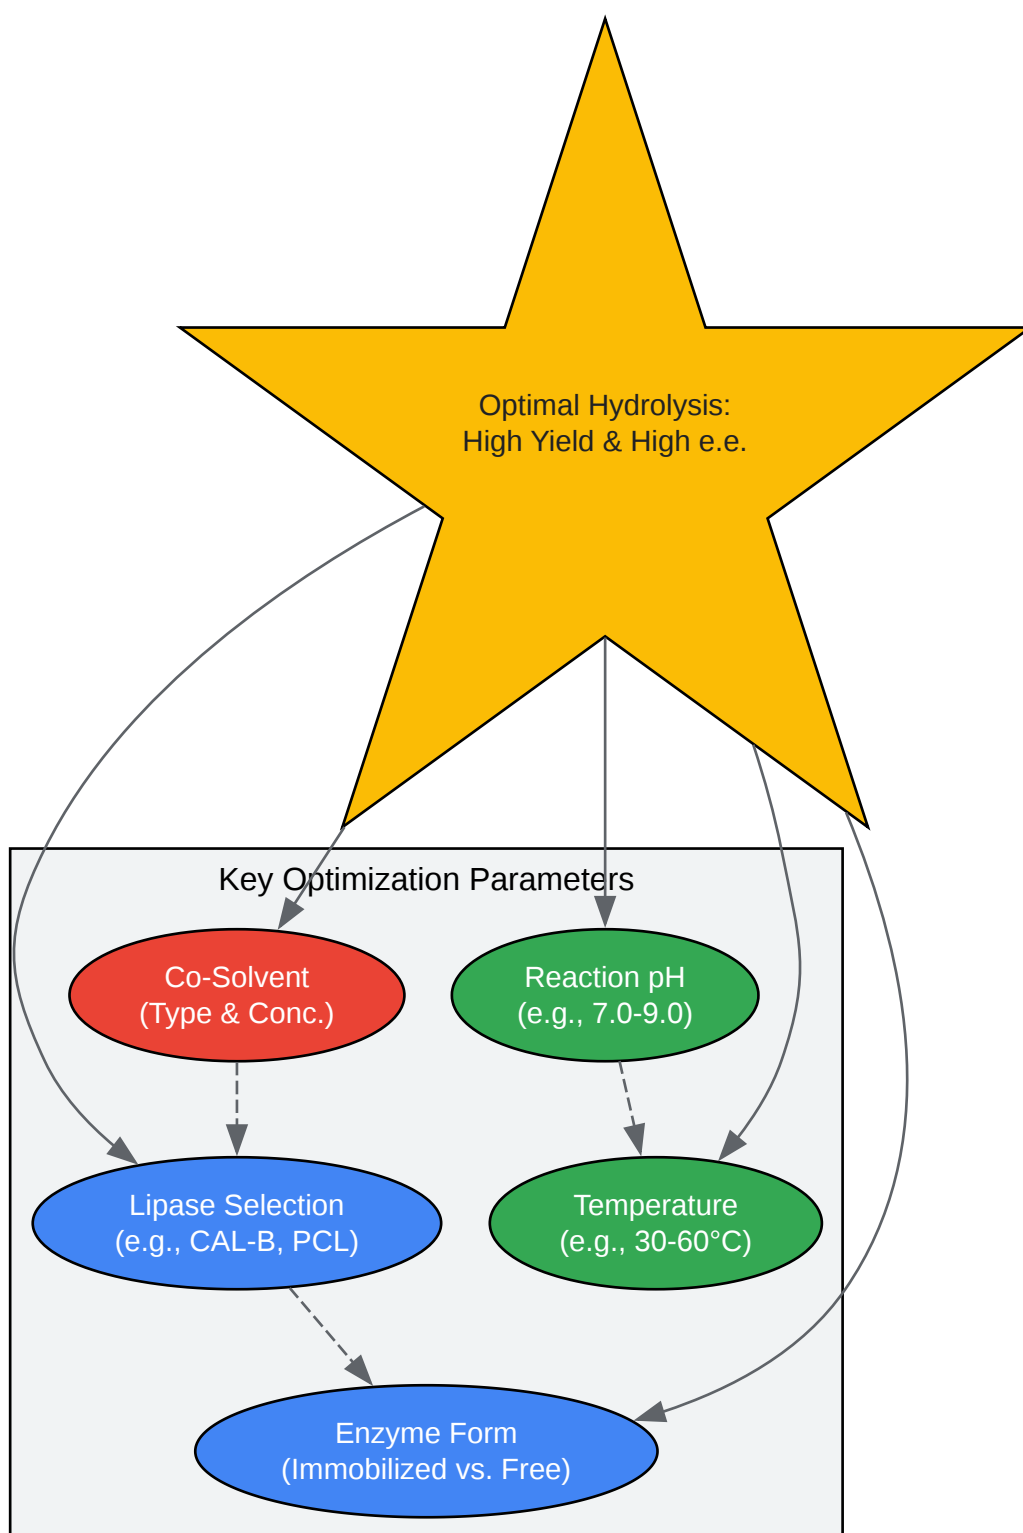 Optimal Hydrolysis:
High Yield & High e.e.
Key Optimization Parameters
Co-Solvent
(Type & Conc.)
Reaction pH
(e.g., 7.0-9.0)
Lipase Selection
(e.g., CAL-B, PCL)
Temperature
(e.g., 30-60°C)
Enzyme Form
(Immobilized vs. Free)